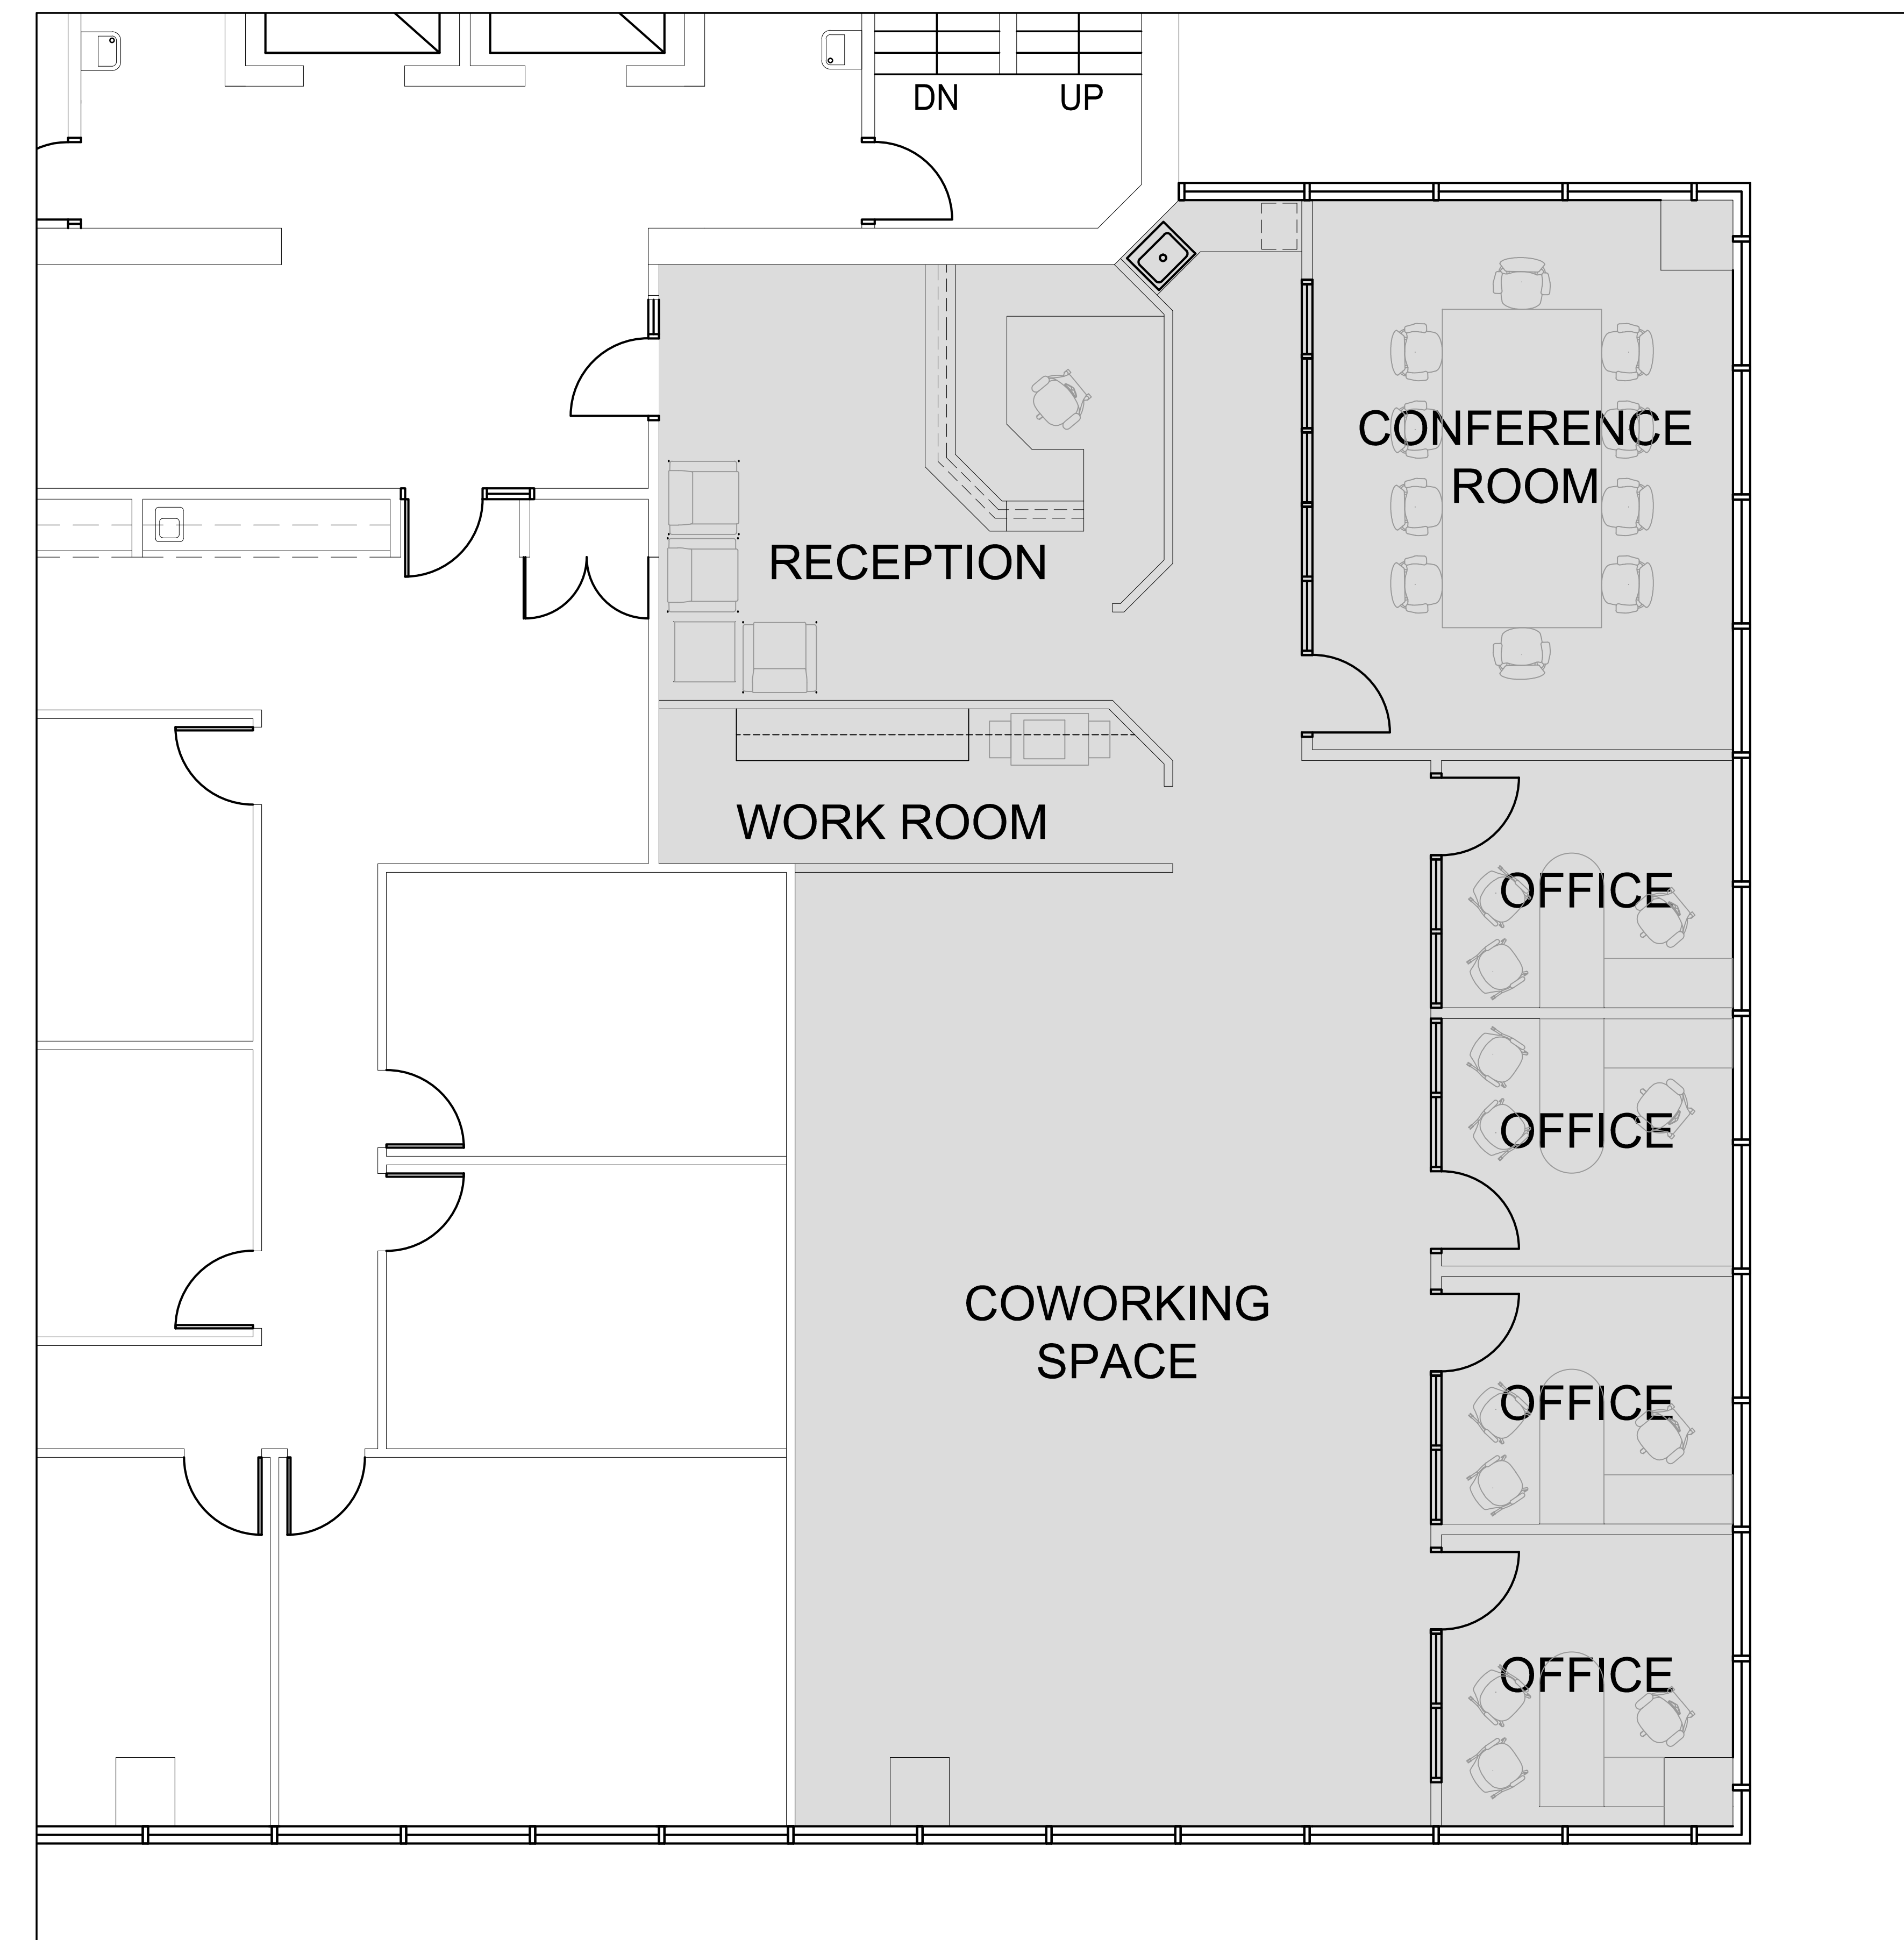 DN
UP
CONFERENCE
ROOM
RECEPTION
WORK ROOM
OFFICE
OFFICE
COWORKING
SPACE
OFFICE
OFFICE